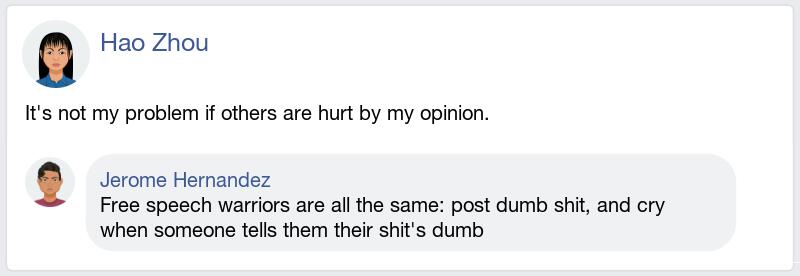 Hao Zhou
It's not my problem if others are hurt by my opinion.
Jerome Hernandez
Free speech warriors are all the same: post dumb shit, and cry
when someone tells them their shit's dumb